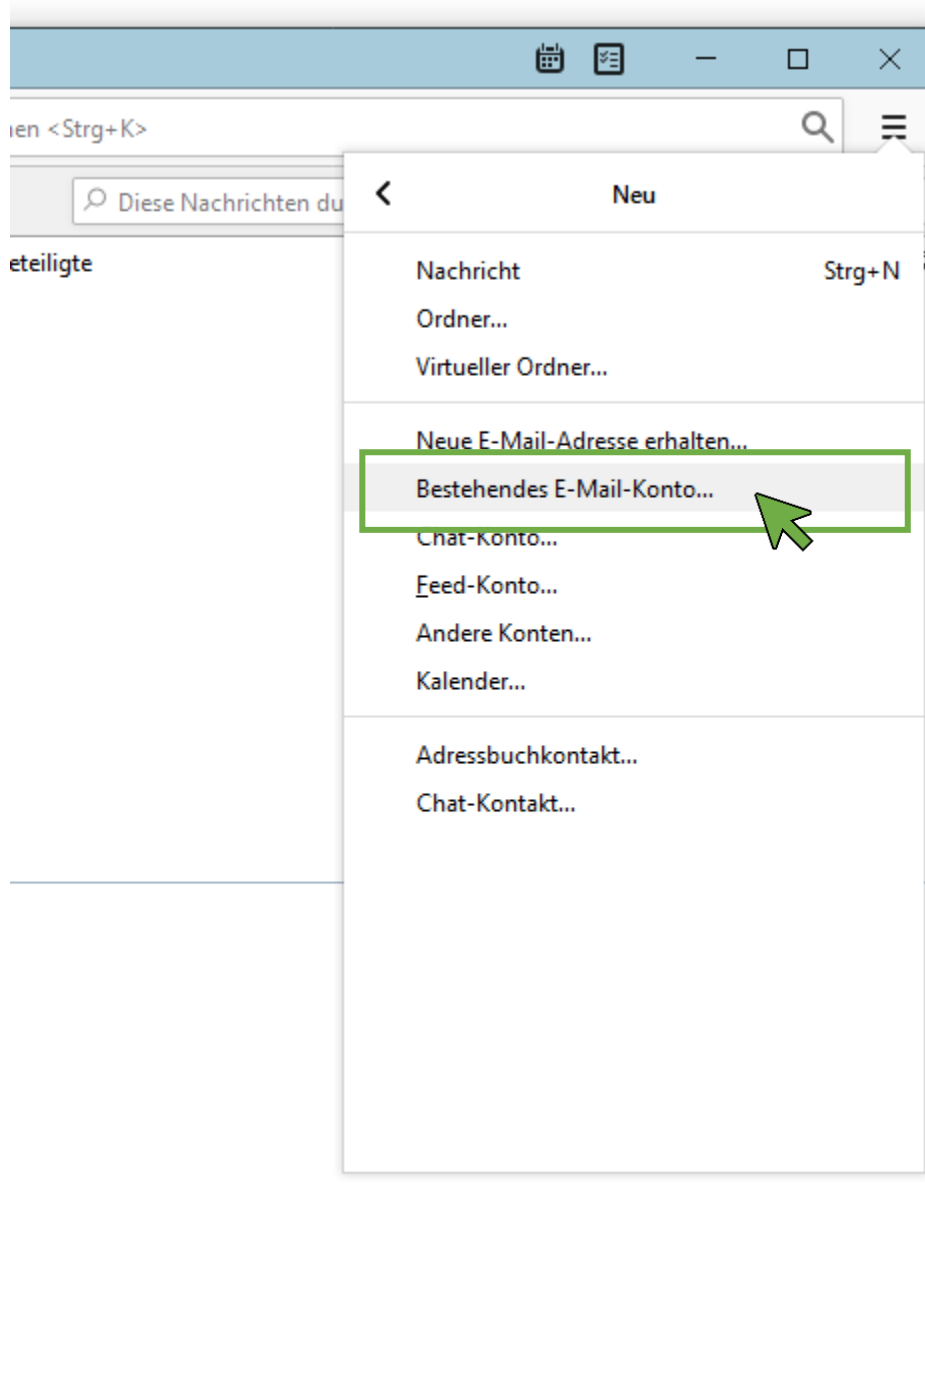 en <Strg+K>
Diese Nachrichten du
Neu
eteiligte
Nachricht Strg+N
Ordner...
Virtueller Ordner...
Neue E-Mail-Adresse erhalten...
Bestehendes E-Mail-Konto...
Chat-Konto...
Feed-Konto...
Andere Konten...
Kalender...
Adressbuchkontakt...
Chat-Kontakt...